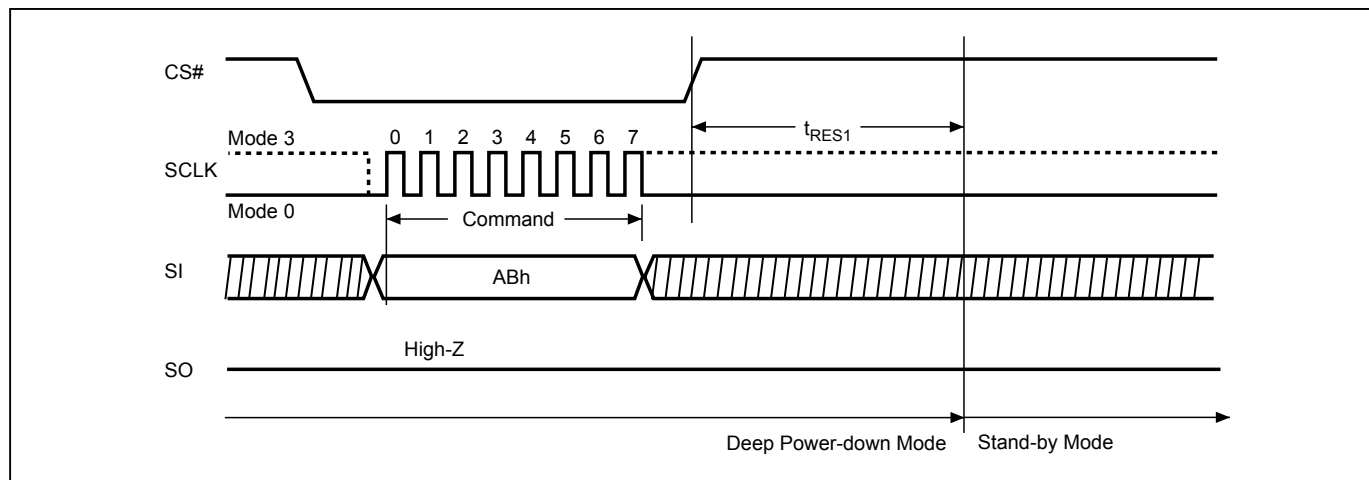 CS#
tRES1
Mode 3
0 1 2 3 4 5 6 7
SCLK
Mode 0
Command
SI
ABh
High-Z
SO
Deep Power-down Mode
Stand-by Mode